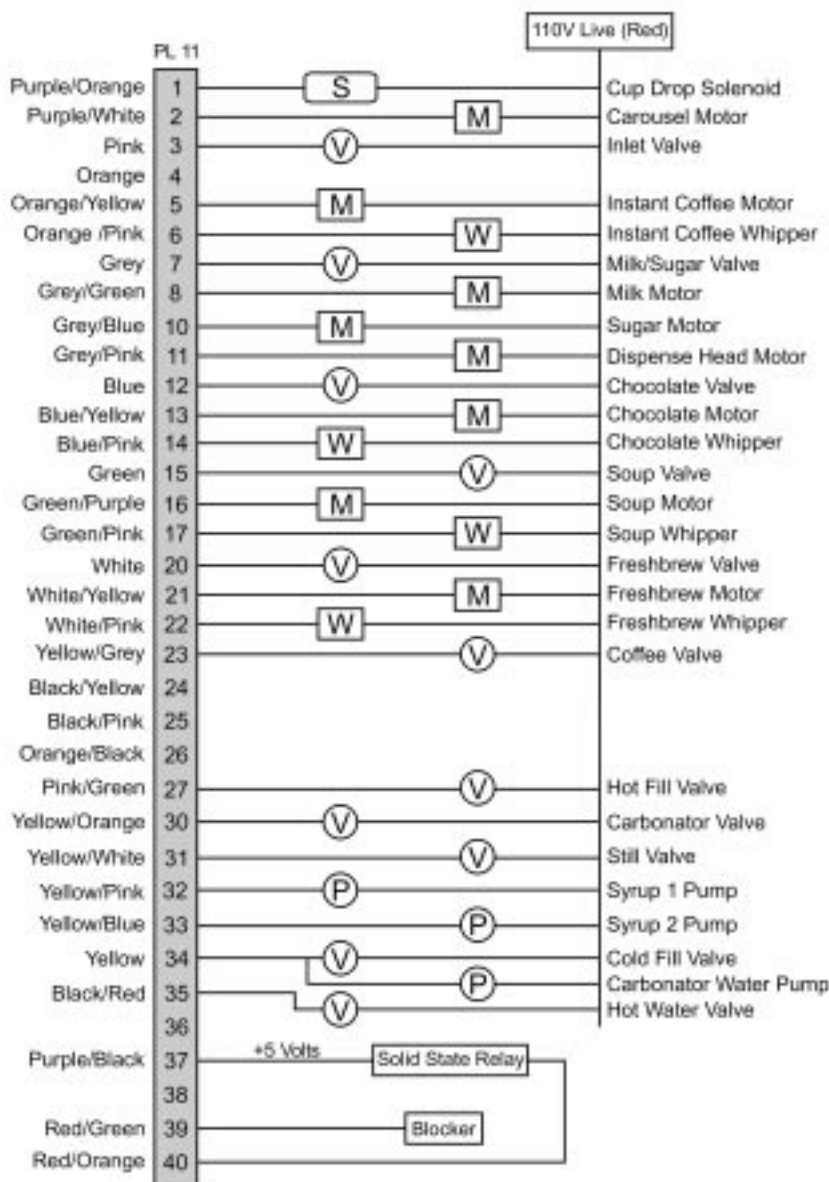 110V Live (Red)
PL 11
Purple/Orange 1 S Cup Drop Solenoid
Purple/White 2 M Carousel Motor
Pink 3 V Inlet Valve
Orange 4
Orange/Yellow 5 M Instant Coffee Motor
Orange /Pink 6 W Instant Coffee Whipper
Grey 7 V Milk/Sugar Valve
Grey/Green 8 M Milk Motor
Grey/Blue 10 M Sugar Motor
Grey/Pink 11 M Dispense Head Motor
Blue 12 V Chocolate Valve
Blue/Yellow 13 M Chocolate Motor
Blue/Pink 14 W Chocolate Whipper
Green 15 V Soup Valve
Green/Purple 16 M Soup Motor
Green/Pink 17 W Soup Whipper
White 20 V Freshbrew Valve
White/Yellow 21 M Freshbrew Motor
White/Pink 22 W Freshbrew Whipper
Yellow/Grey 23 V Coffee Valve
Black/Yellow 24
Black/Pink 25
Orange/Black 26
Pink/Green 27 V Hot Fill Valve
Yellow/Orange 30 V Carbonator Valve
Yellow/White 31 V Still Valve
Yellow/Pink 32 P Syrup 1 Pump
Yellow/Blue 33 P Syrup 2 Pump
Yellow 34 V Cold Fill Valve
P Carbonator Water Pump
Black/Red 35 V Hot Water Valve
36
Purple/Black 37 +5 Volts Solid State Relay
38
Red/Green 39 Blocker
Red/Orange 40